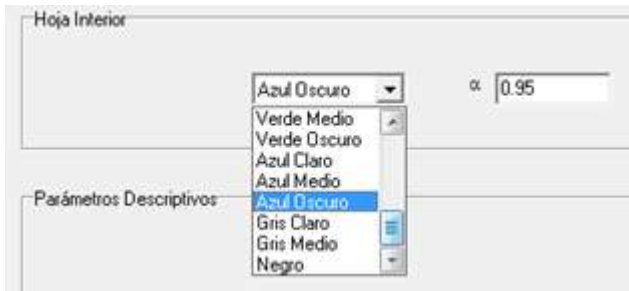 Hoja Interior
Azul Oscuro
α 0.95
Verde Medio
Verde Oscuro
Azul Claro
Azul Medio
Azul Oscuro
Parámetros Descriptivos
Gris Claro
Gris Medio
Negro